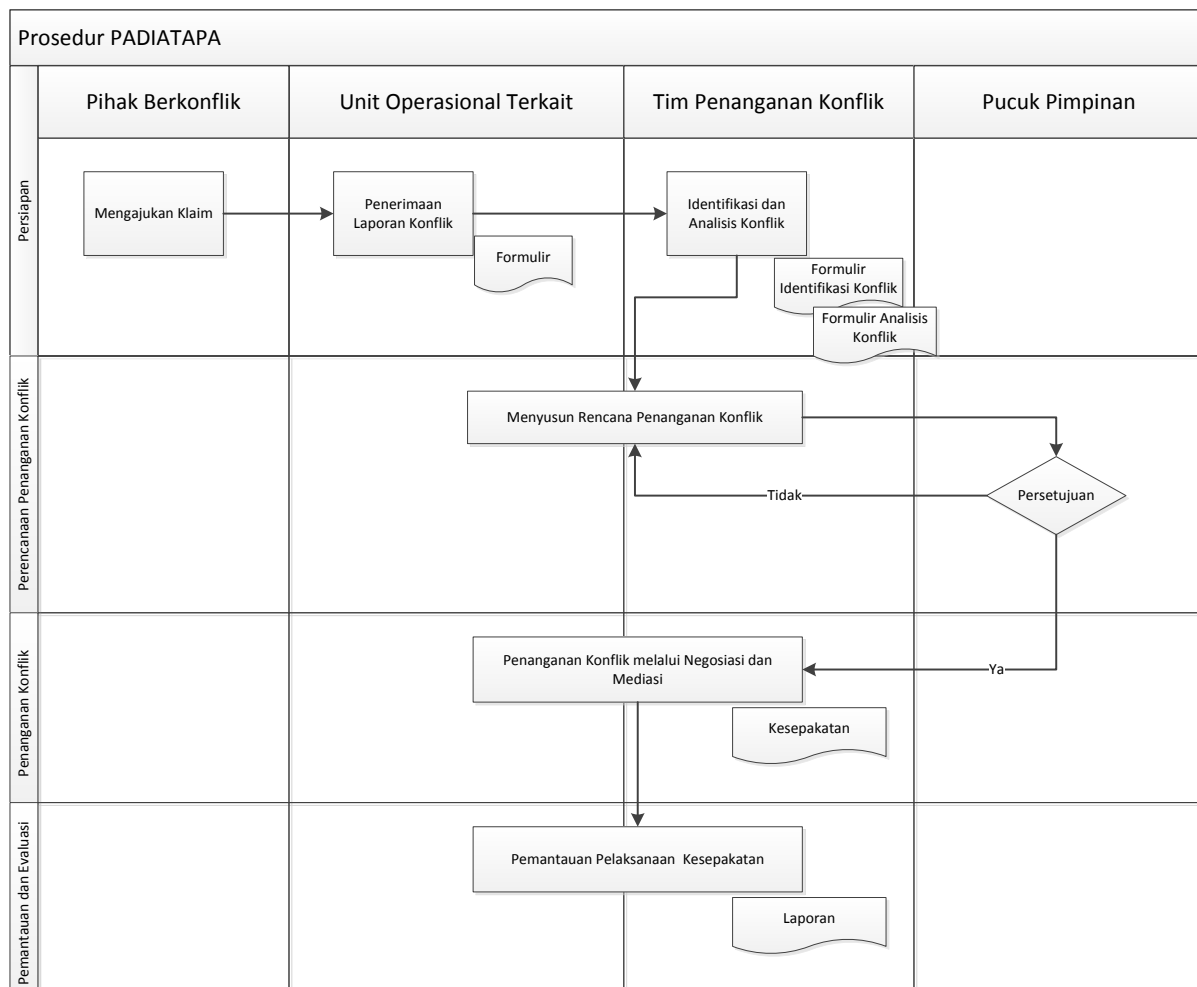 Prosedur PADIATAPA
Pihak Berkonflik
Unit Operasional Terkait
Tim Penanganan Konflik
Pucuk Pimpinan
Persiapan
Mengajukan Klaim
Penerimaan
Laporan Konflik
Formulir
Identifikasi dan
Analisis Konflik
Formulir
Identifikasi Konflik
Formulir Analisis
Konflik
Perencanaan Penanganan Konflik
Menyusun Rencana Penanganan Konflik
Tidak
Persetujuan
Penanganan Konflik
Penanganan Konflik melalui Negosiasi dan
Mediasi
Ya
Kesepakatan
Pemantauan dan Evaluasi
Pemantauan Pelaksanaan Kesepakatan
Laporan